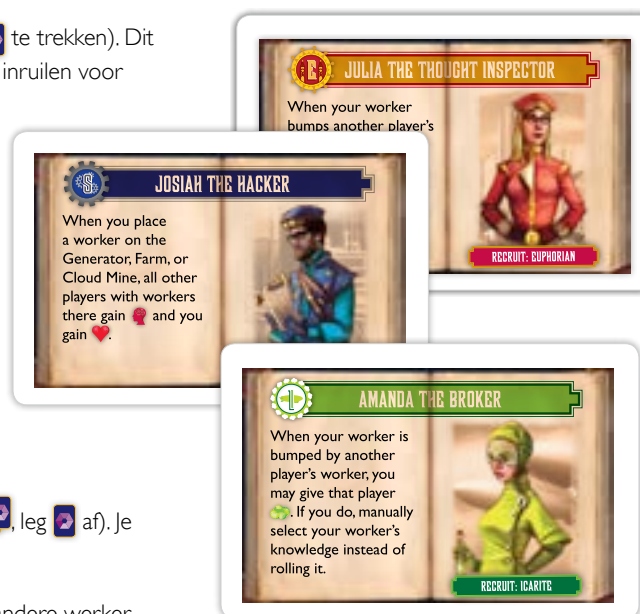 te trekken). Dit
inruilen voor
E
JULIA THE THOUGHT INSPECTOR
When your worker
bumps another player's
RECRUIT: EUPHORIAN
S
JOSIAH THE HACKER
When you place
a worker on the
Generator, Farm, or
Cloud Mine, all other
players with workers
there gain and you
gain .
I
AMANDA THE BROKER
When your worker is
bumped by another
player's worker, you
may give that player
. If you do, manually
select your worker's
knowledge instead of
rolling it.
RECRUIT: ICARITE
, leg af). Je
andere worker